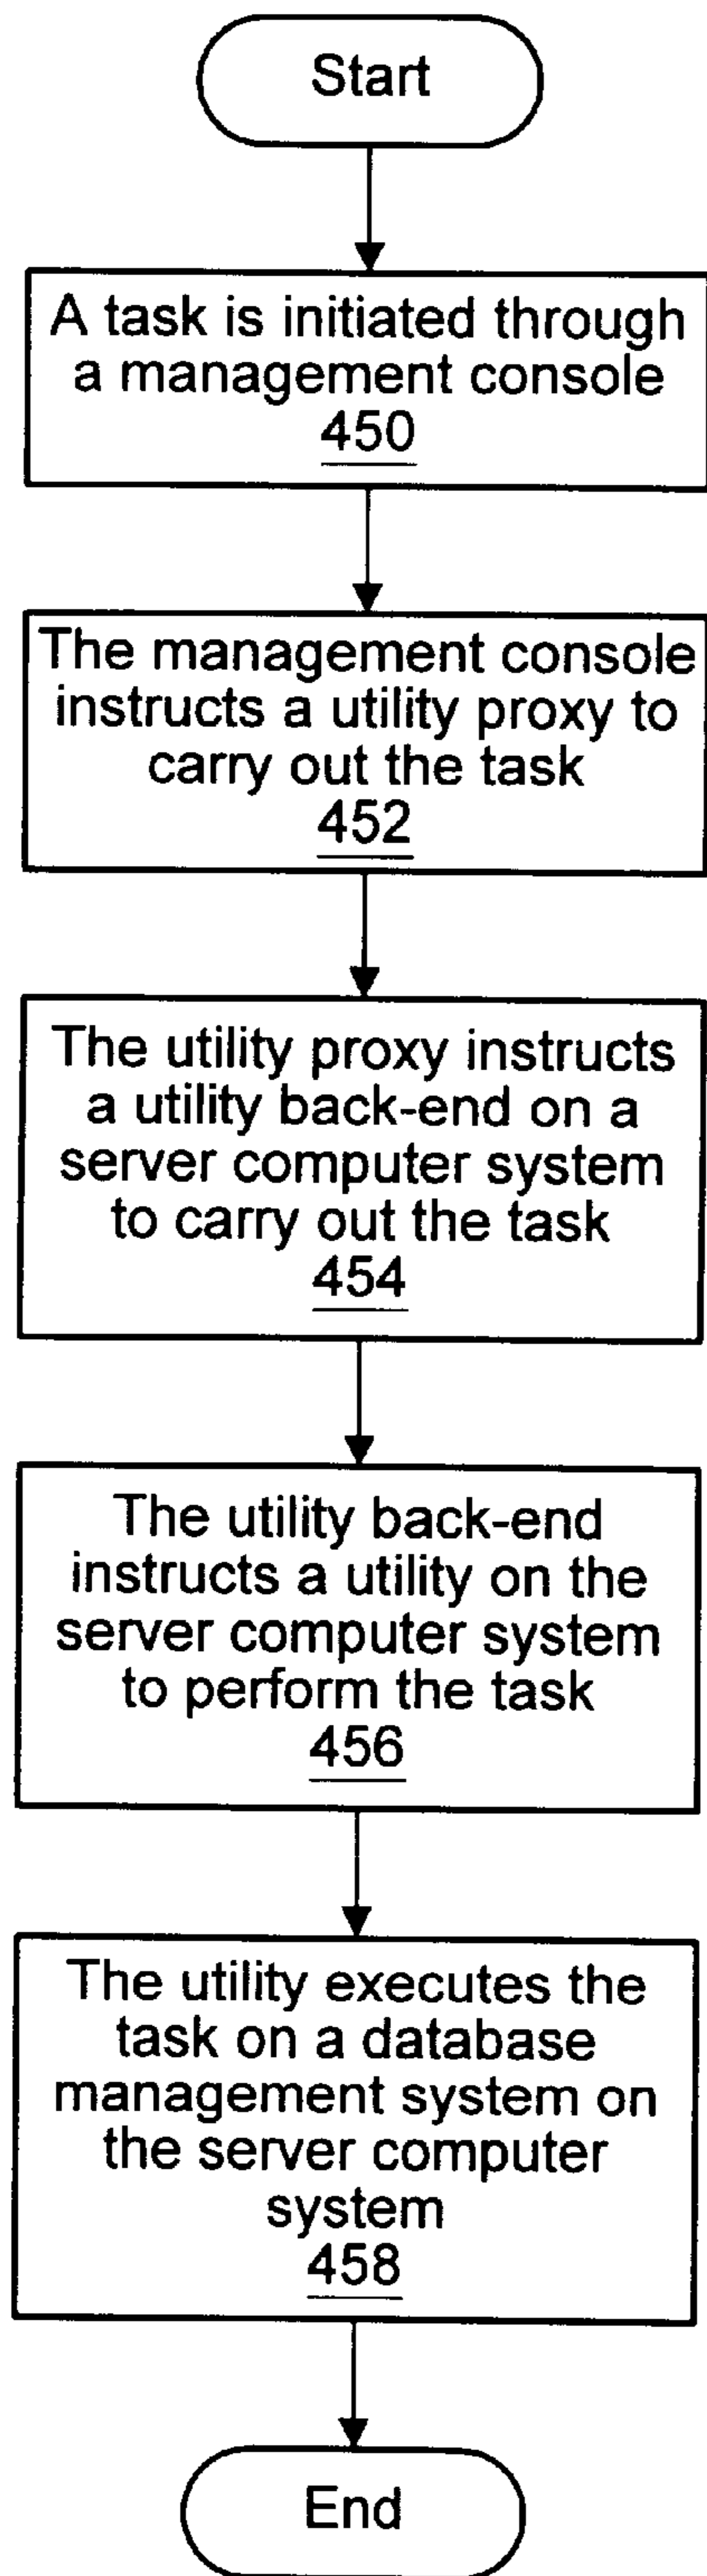 Start
A task is initiated through
a management console
450
The management console
instructs a utility proxy to
carry out the task
452
The utility proxy instructs
a utility back-end on a
server computer system
to carry out the task
454
The utility back-end
instructs a utility on the
server computer system
to perform the task
456
The utility executes the
task on a database
management system on
the server computer
system
458
End